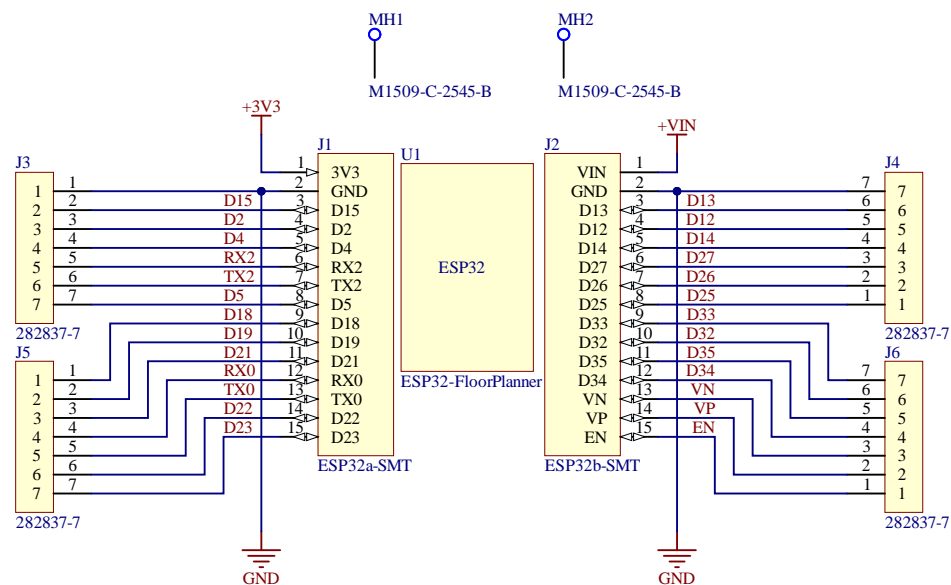 MH1
MH2
M1509-C-2545-B
M1509-C-2545-B
+3V3
+VIN
J3
1 1
2 2
3 3
4 4
5 5
6 6
7 7
282837-7
J5
1 1
2 2
3 3
4 4
5 5
6 6
7 7
282837-7
D15
D2
D4
RX2
TX2
D5
D18
D19
D21
RX0
TX0
D22
D23
J1
1 3V3
2 GND
3 D15
4 D2
5 D4
6 RX2
7 TX2
8 D5
9 D18
10 D19
11 D21
12 RX0
13 TX0
14 D22
15 D23
ESP32a-SMT
U1
ESP32
ESP32-FloorPlanner
J2
VIN 1
GND 2
D13 3
D12 4
D14 5
D27 6
D26 7
D25 8
D33 9
D32 10
D35 11
D34 12
VN 13
VP 14
EN 15
ESP32b-SMT
D13
D12
D14
D27
D26
D25
D33
D32
D35
D34
VN
VP
EN
J4
7 7
6 6
5 5
4 4
3 3
2 2
1 1
282837-7
J6
7 7
6 6
5 5
4 4
3 3
2 2
1 1
282837-7
GND
GND